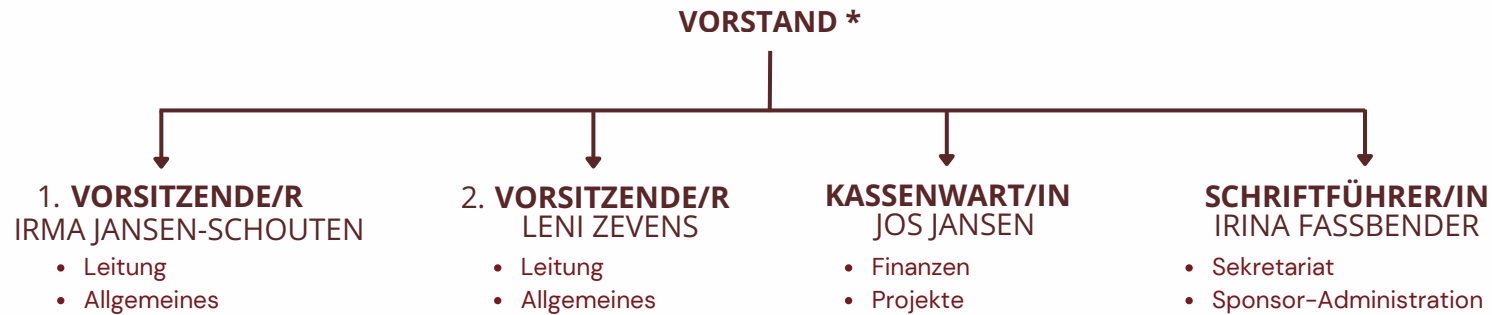 VORSTAND *
1. VORSITZENDE/R
IRMA JANSEN-SCHOUTEN
• Leitung
• Allgemeines
2. VORSITZENDE/R
LENI ZEVENS
• Leitung
• Allgemeines
KASSENWART/IN
JOS JANSEN
• Finanzen
• Projekte
SCHRIFTFÜHRER/IN
IRINA FASSBENDER
• Sekretariat
• Sponsor-Administration